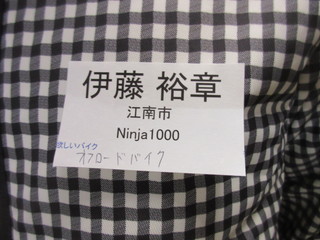 伊藤 裕章
江南市
Ninja1000
欲しいバイク
オフロードバイク